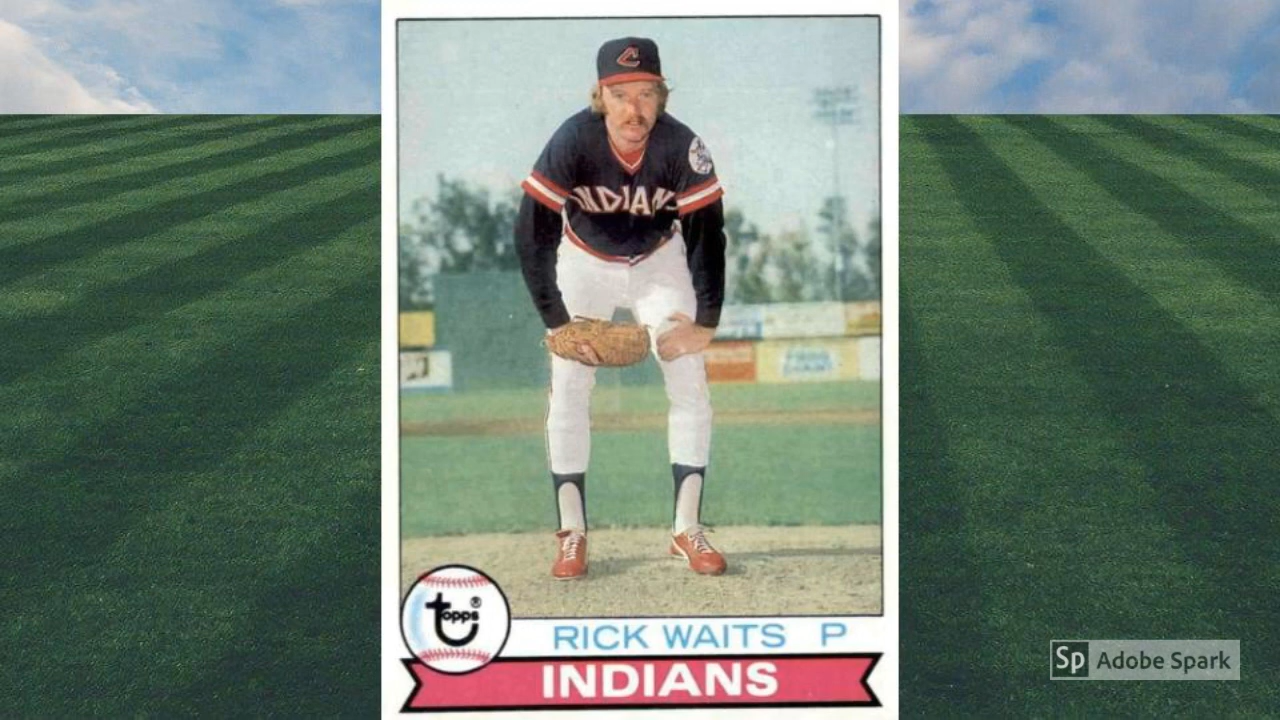 C
INDIANS
topps®
RICK WAITS P
INDIANS
Sp Adobe Spark